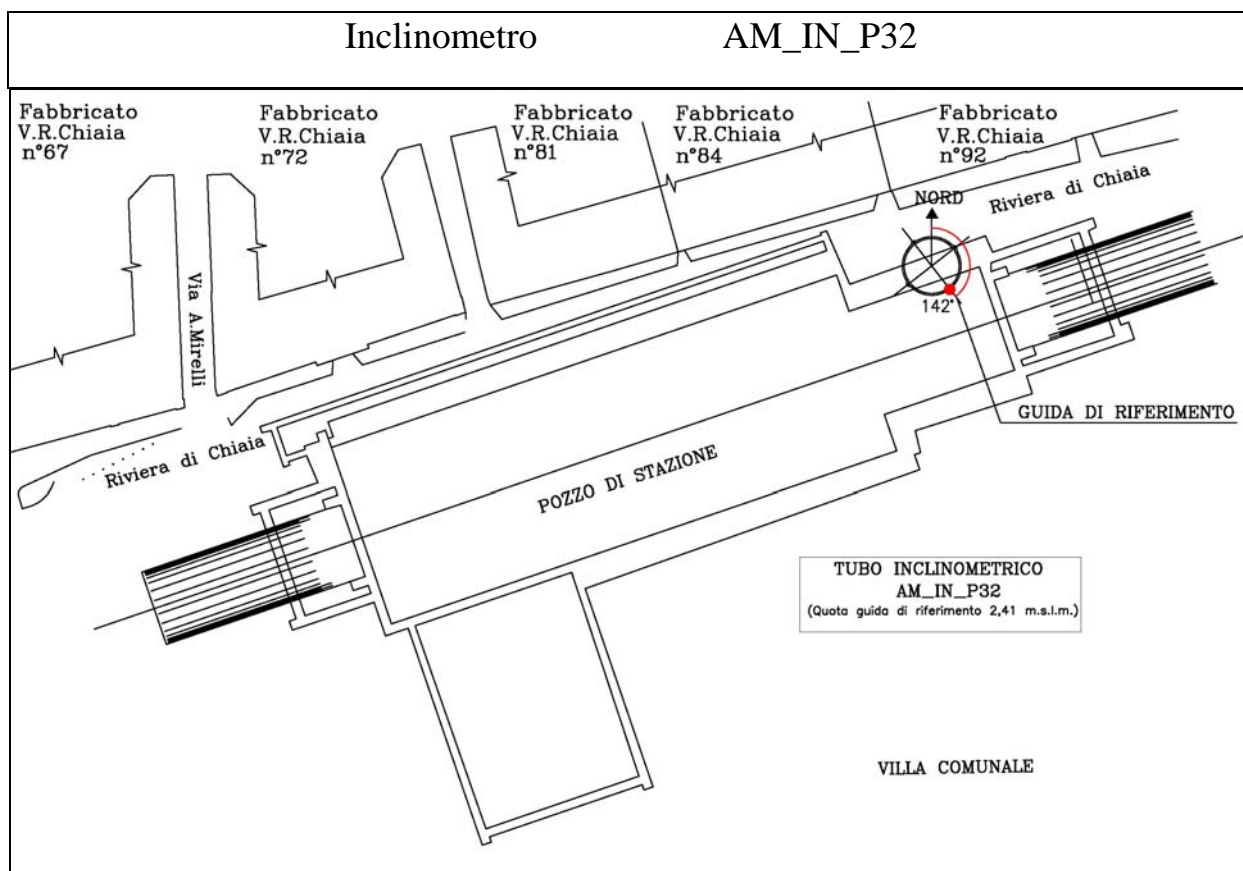 Inclinometro AM_IN_P32
Fabbricato
V.R.Chiaia
n°67
Fabbricato
V.R.Chiaia
n°72
Fabbricato
V.R.Chiaia
n°81
Fabbricato
V.R.Chiaia
n°84
Fabbricato
V.R.Chiaia
n°92
NORD
Riviera di Chiaia
142°
Via A.Mirelli
GUIDA DI RIFERIMENTO
Riviera di Chiaia
POZZO DI STAZIONE
TUBO INCLINOMETRICO
AM_IN_P32
(Quota guida di riferimento 2,41 m.s.l.m.)
VILLA COMUNALE